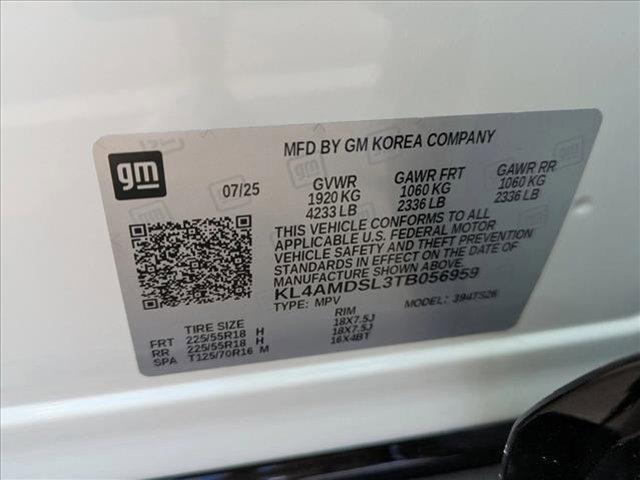 MFD BY GM KOREA COMPANY
gm
07/25
GVWR GAWR FRT GAWR RR
1920 KG 1060 KG 1060 KG
4233 LB 2336 LB 2336 LB
THIS VEHICLE CONFORMS TO ALL
APPLICABLE U.S. FEDERAL MOTOR
VEHICLE SAFETY AND THEFT PREVENTION
STANDARDS IN EFFECT ON THE DATE OF
MANUFACTURE SHOWN ABOVE.
KL4AMDSL3TB056959
TYPE: MPV MODEL: 394TS26
TIRE SIZE RIM
FRT 225/55R18 H 18X7.5J
RR 225/55R18 H 18X7.5J
SPA T125/70R16 M 16X4BT